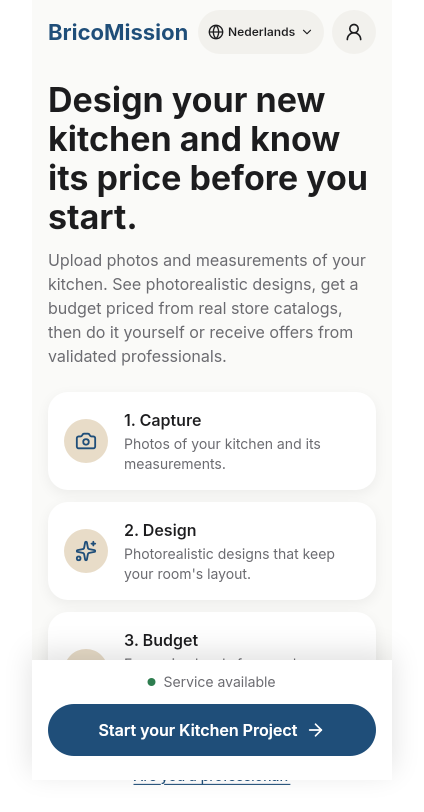 BricoMission
Nederlands
Design your new
kitchen and know
its price before you
start.
Upload photos and measurements of your
kitchen. See photorealistic designs, get a
budget priced from real store catalogs,
then do it yourself or receive offers from
validated professionals.
1. Capture
Photos of your kitchen and its
measurements.
2. Design
Photorealistic designs that keep
your room's layout.
3. Budget
Service available
Start your Kitchen Project
Are you a professional?